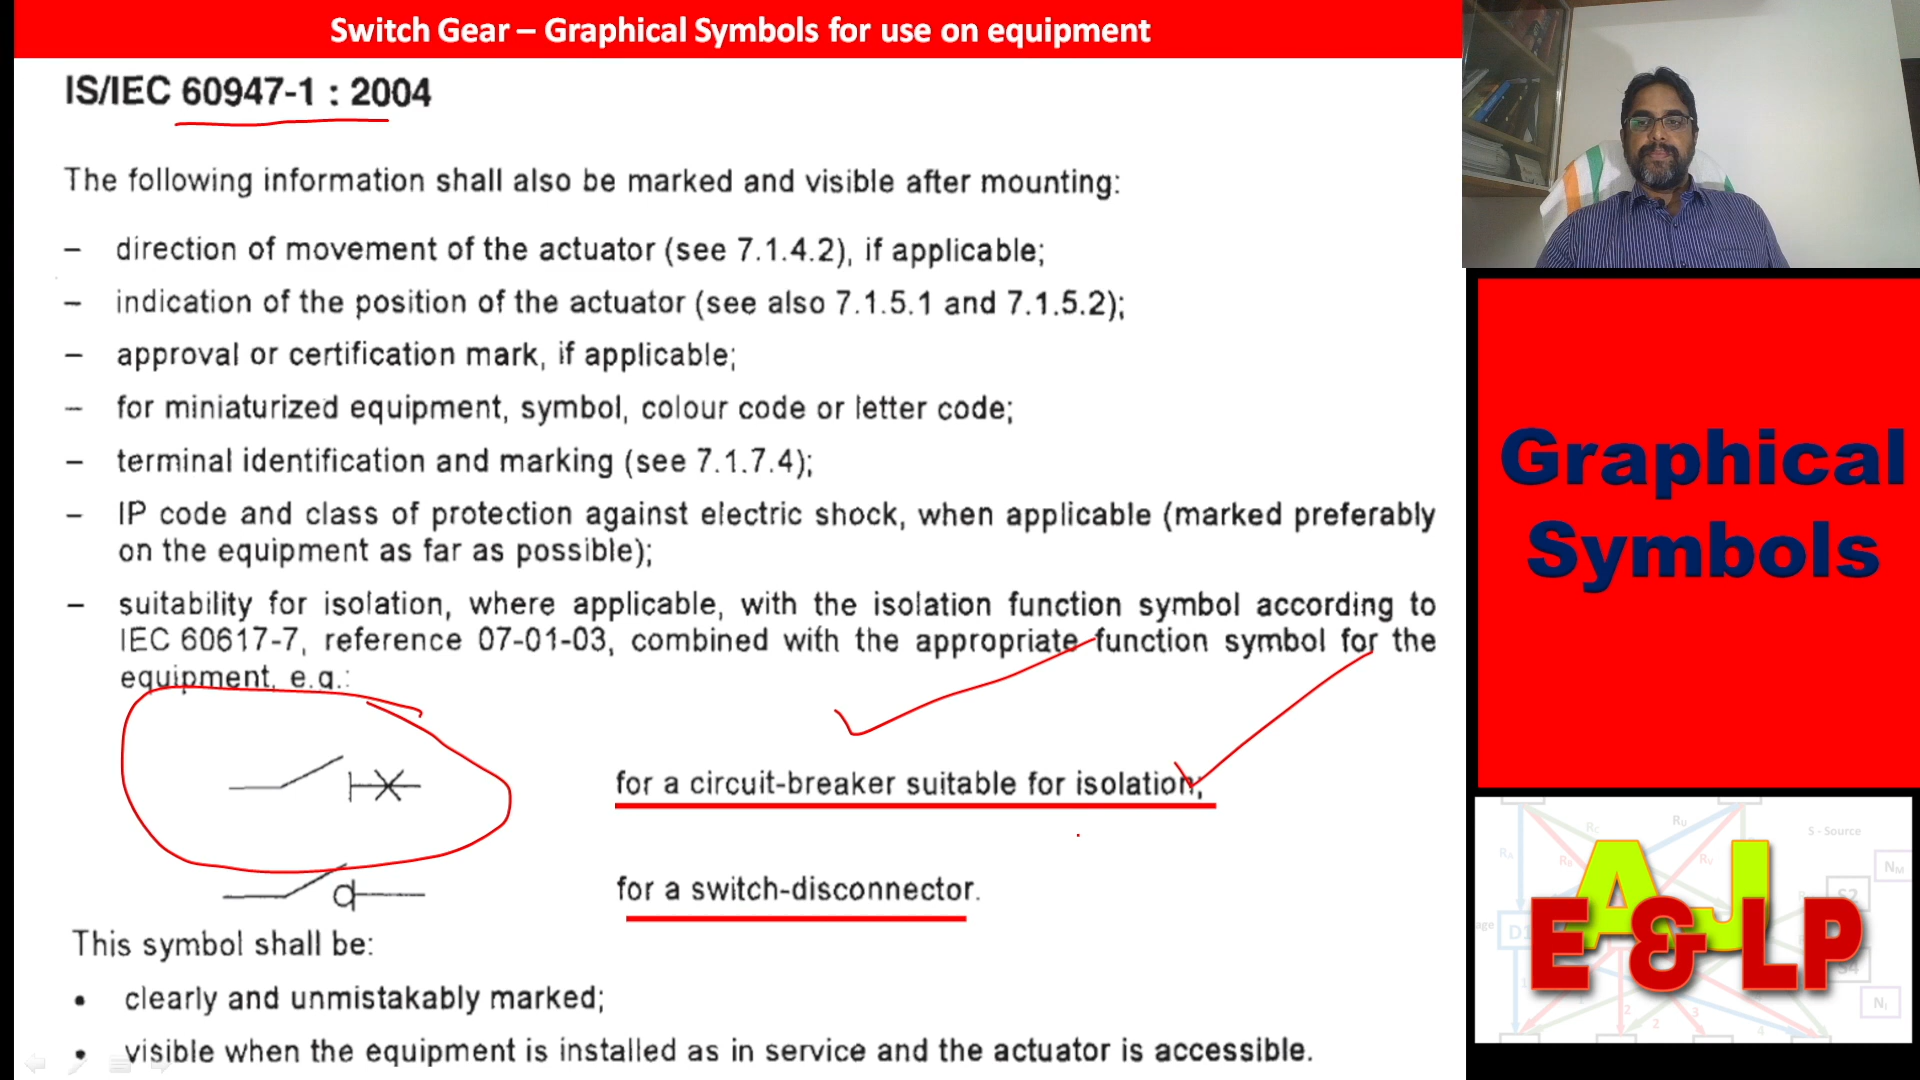 Switch Gear – Graphical Symbols for use on equipment
IS/IEC 60947-1 : 2004
The following information shall also be marked and visible after mounting:
– direction of movement of the actuator (see 7.1.4.2), if applicable;
– indication of the position of the actuator (see also 7.1.5.1 and 7.1.5.2);
– approval or certification mark, if applicable;
– for miniaturized equipment, symbol, colour code or letter code;
– terminal identification and marking (see 7.1.7.4);
– IP code and class of protection against electric shock, when applicable (marked preferably
on the equipment as far as possible);
– suitability for isolation, where applicable, with the isolation function symbol according to
IEC 60617-7, reference 07-01-03, combined with the appropriate function symbol for the
equipment, e.g.:
for a circuit-breaker suitable for isolation;
for a switch-disconnector.
This symbol shall be:
• clearly and unmistakably marked;
• visible when the equipment is installed as in service and the actuator is accessible.
Graphical
Symbols
S - Source
AJ
E & LP